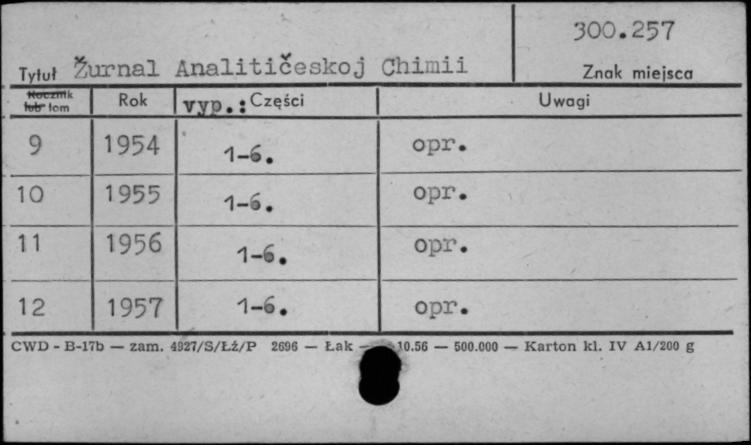 300.257
Tytuł Žurnal Analitičeskoj Chimii Znak miejsca
Rocznik lub tom Rok vyp.: Części Uwagi
9 1954 1-6. opr.
10 1955 1-6. opr.
11 1956 1-6. opr.
12 1957 1-6. opr.
CWD - B-17b — zam. 4927/S/Łź/P 2696 — Łak — 10.56 — 500.000 — Karton kl. IV A1/200 g